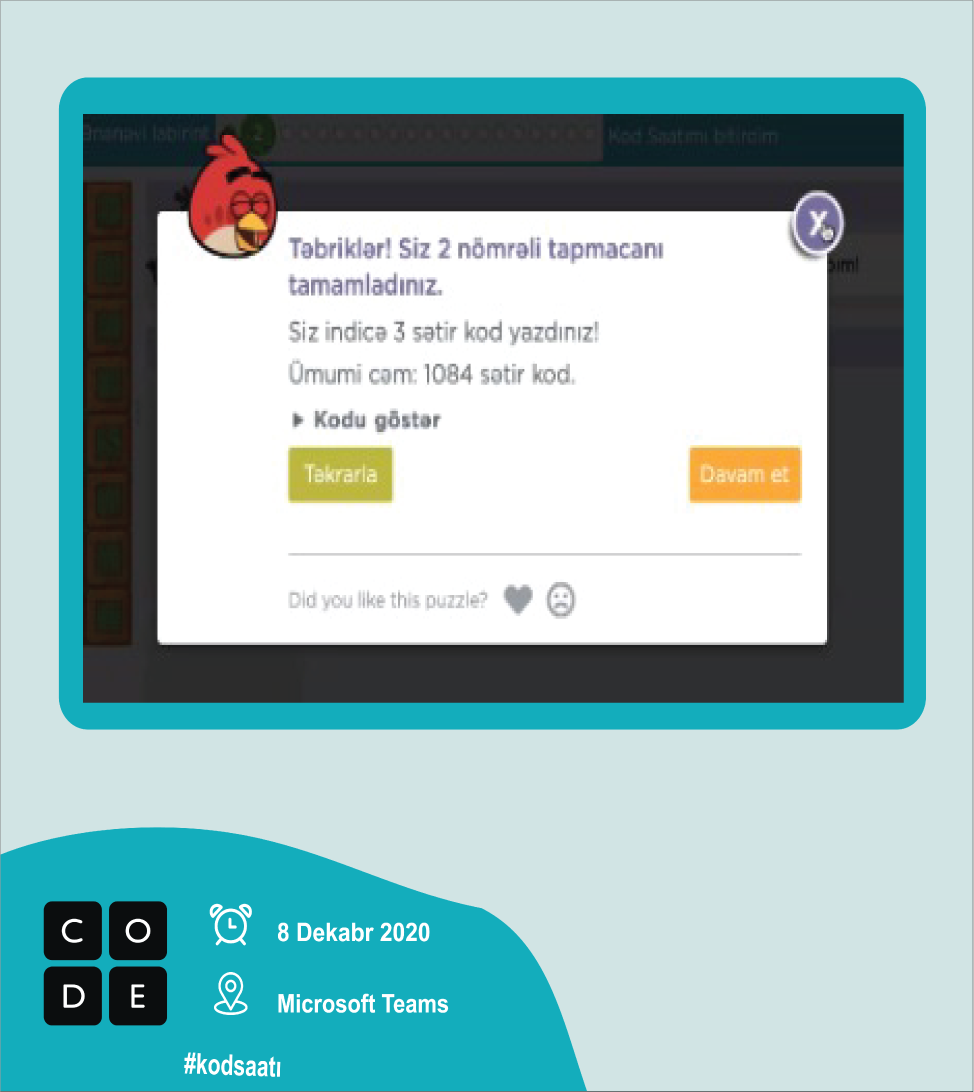 Ənənəvi labirint
2
Kod Saatımı bitirdim
X
Təbriklər! Siz 2 nömrəli tapmacanı
tamamladınız.
Siz indicə 3 sətir kod yazdınız!
Ümumi cəm: 1084 sətir kod.
Kodu göstər
Təkrarla
Davam et
Did you like this puzzle?
C O
D E
8 Dekabr 2020
Microsoft Teams
#kodsaatı